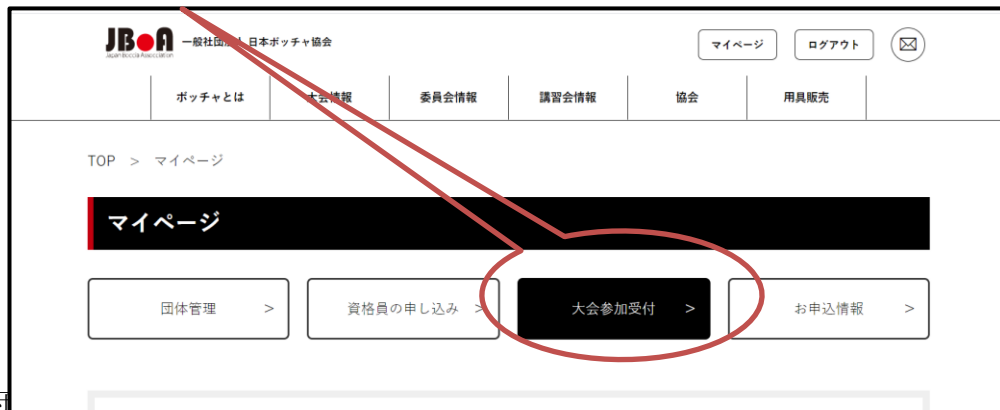 JBoA 一般社団法人 日本ボッチャ協会
Japan Boccia Association
マイページ ログアウト
ボッチャとは 大会情報 委員会情報 講習会情報 協会 用具販売
TOP > マイページ
マイページ
団体管理 > 資格員の申し込み > 大会参加受付 > お申込情報 >